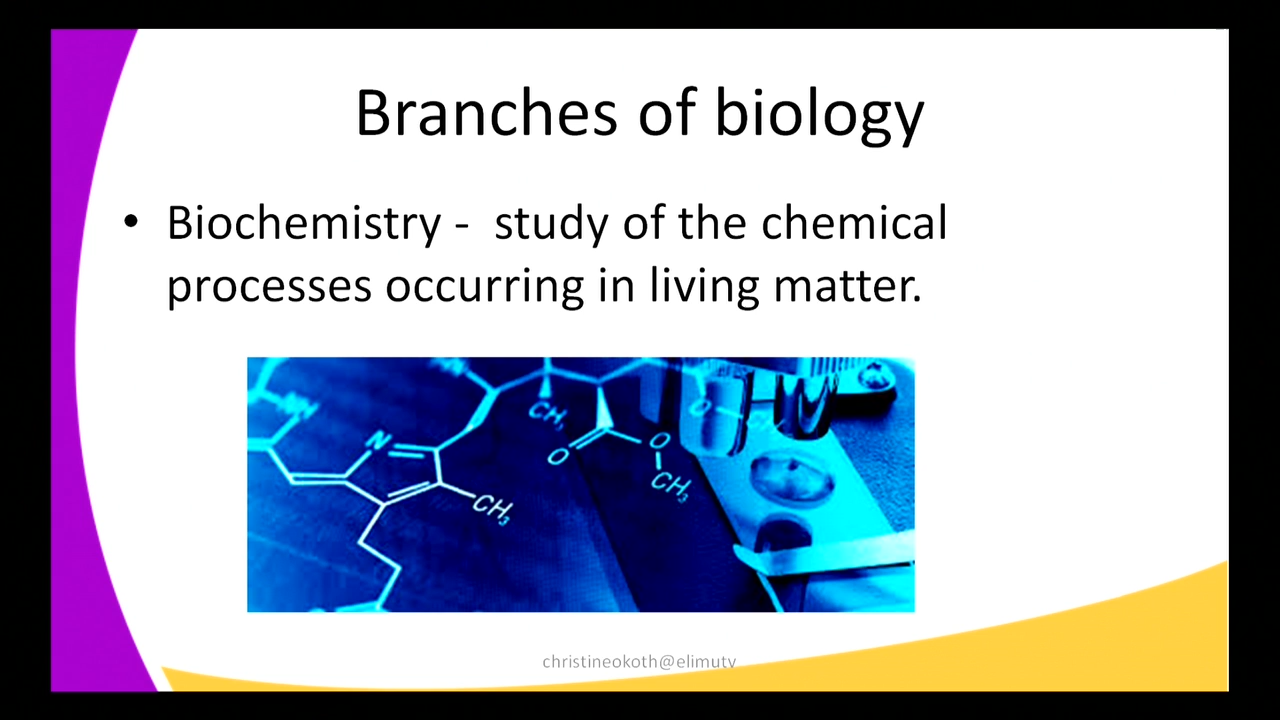 Branches of biology
• Biochemistry - study of the chemical
processes occurring in living matter.
N
CH3
CH3
O
O
CH3
O
christineokoth@elimutv